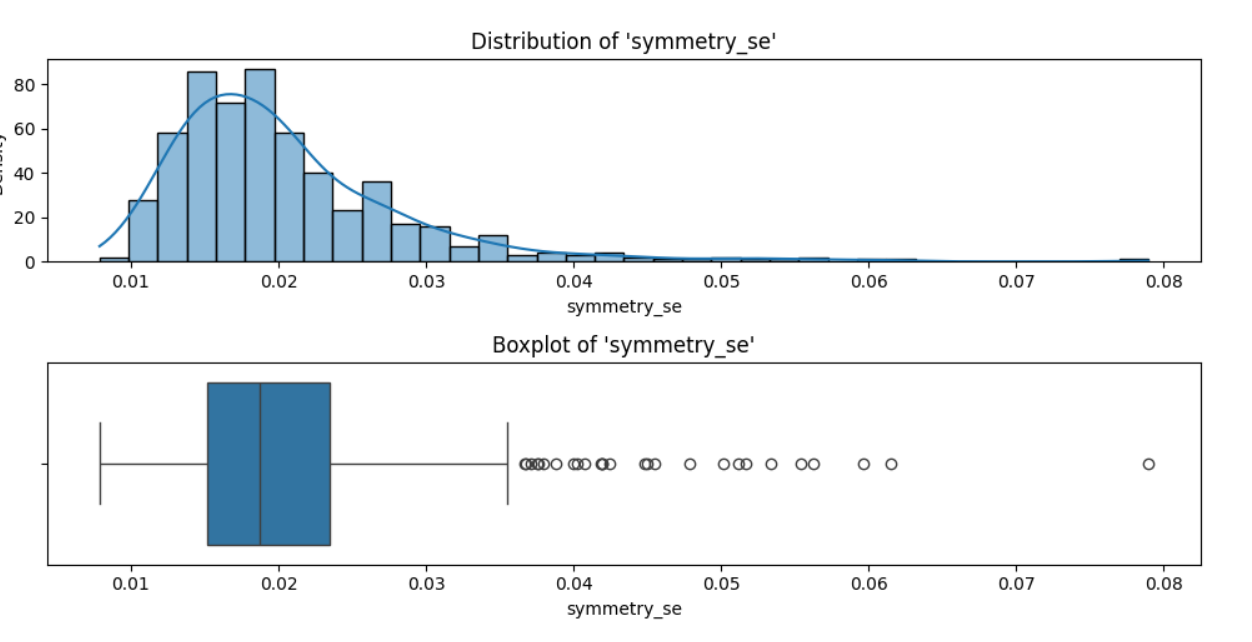 Distribution of 'symmetry_se'
80
60
40
20
0
Density
0.01 0.02 0.03 0.04 0.05 0.06 0.07 0.08
symmetry_se
Boxplot of 'symmetry_se'
0.01 0.02 0.03 0.04 0.05 0.06 0.07 0.08
symmetry_se